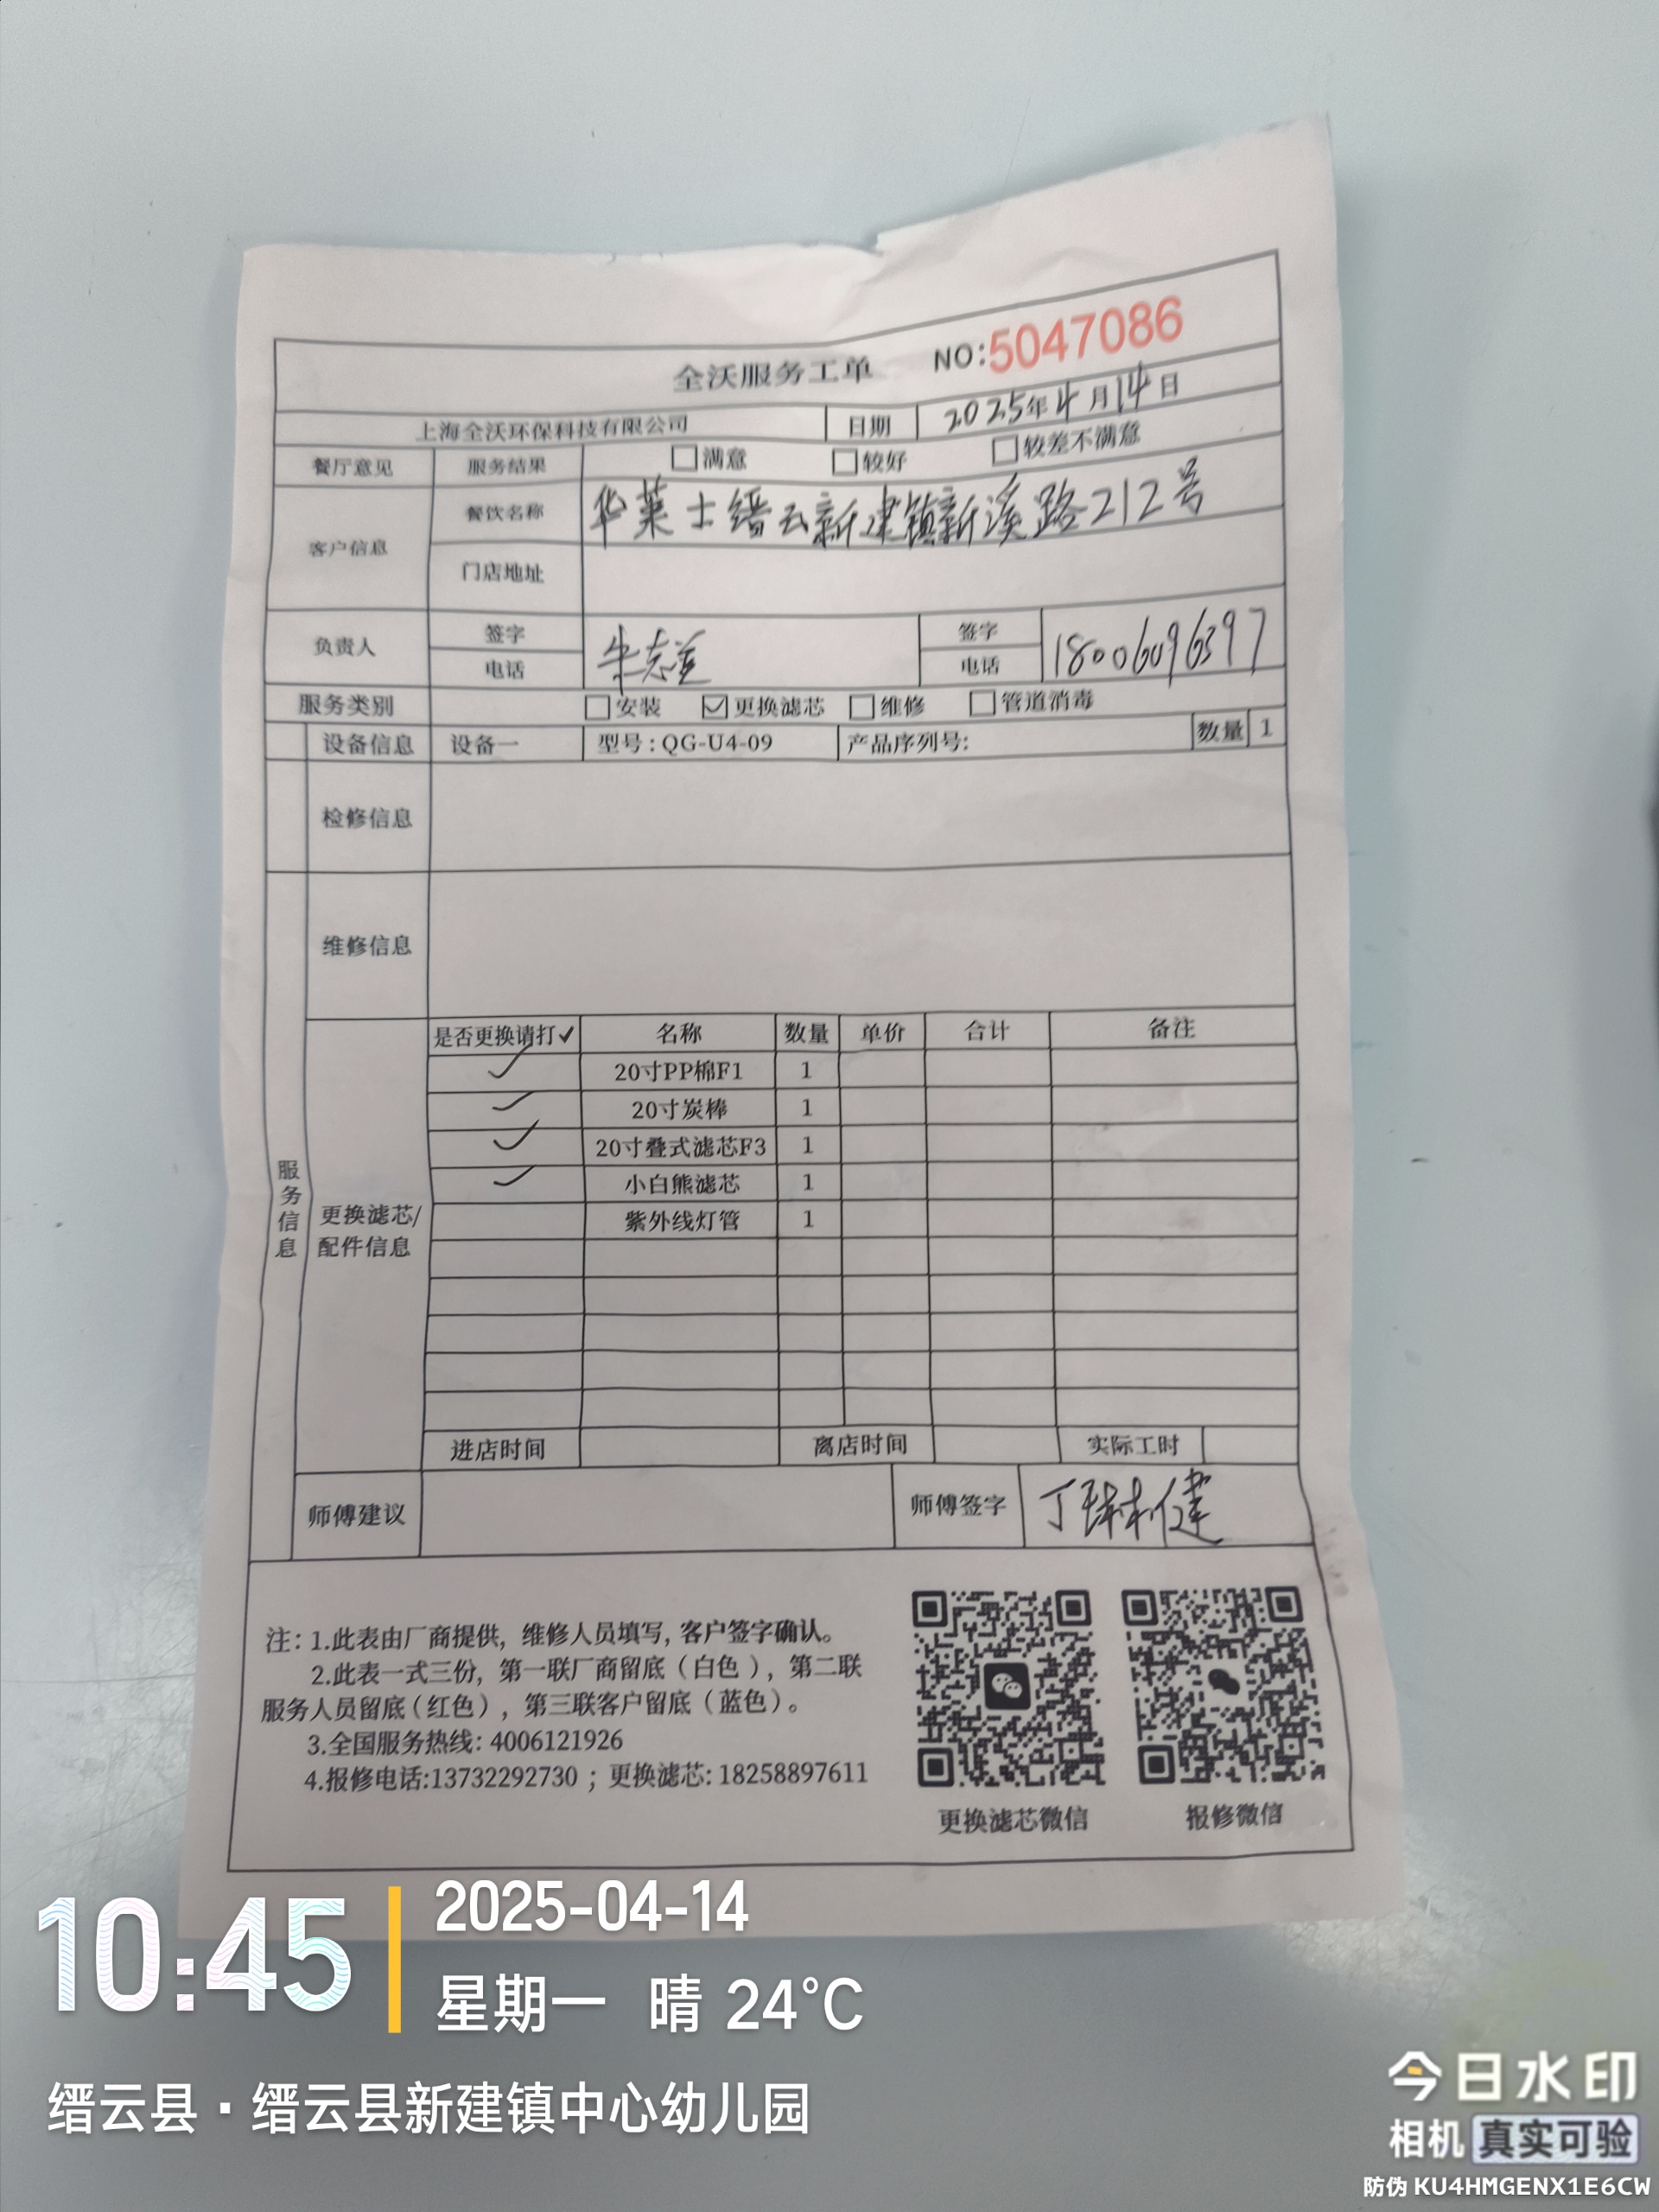 全沃服务工单 NO:5047086
上海全沃环保科技有限公司 日期 2025年4月14日
餐厅意见 服务结果 满意 较好 较差不满意
客户信息 餐饮名称 华莱士缙云新建镇新溪路212号
门店地址
负责人 签字 朱志 签字
电话 电话 18006096397
服务类别 安装 ✓更换滤芯 维修 管道消毒
设备信息 设备一 型号:QG-U4-09 产品序列号: 数量 1
检修信息
维修信息
服务信息
更换滤芯/
配件信息
是否更换请打✓ 名称 数量 单价 合计 备注
✓ 20寸PP棉F1 1
✓ 20寸炭棒 1
✓ 20寸叠式滤芯F3 1
✓ 小白熊滤芯 1
紫外线灯管 1
进店时间 离店时间 实际工时
师傅建议 师傅签字 丁 健
注: 1.此表由厂商提供, 维修人员填写, 客户签字确认。
2.此表一式三份, 第一联厂商留底(白色), 第二联
服务人员留底(红色), 第三联客户留底(蓝色)。
3.全国服务热线: 4006121926
4.报修电话:13732292730 ; 更换滤芯: 18258897611
更换滤芯微信 报修微信
10:45 2025-04-14
星期一 晴 24°C
缙云县·缙云县新建镇中心幼儿园
今日水印
相机 真实可验
防伪 KU4HMGENX1E6CW